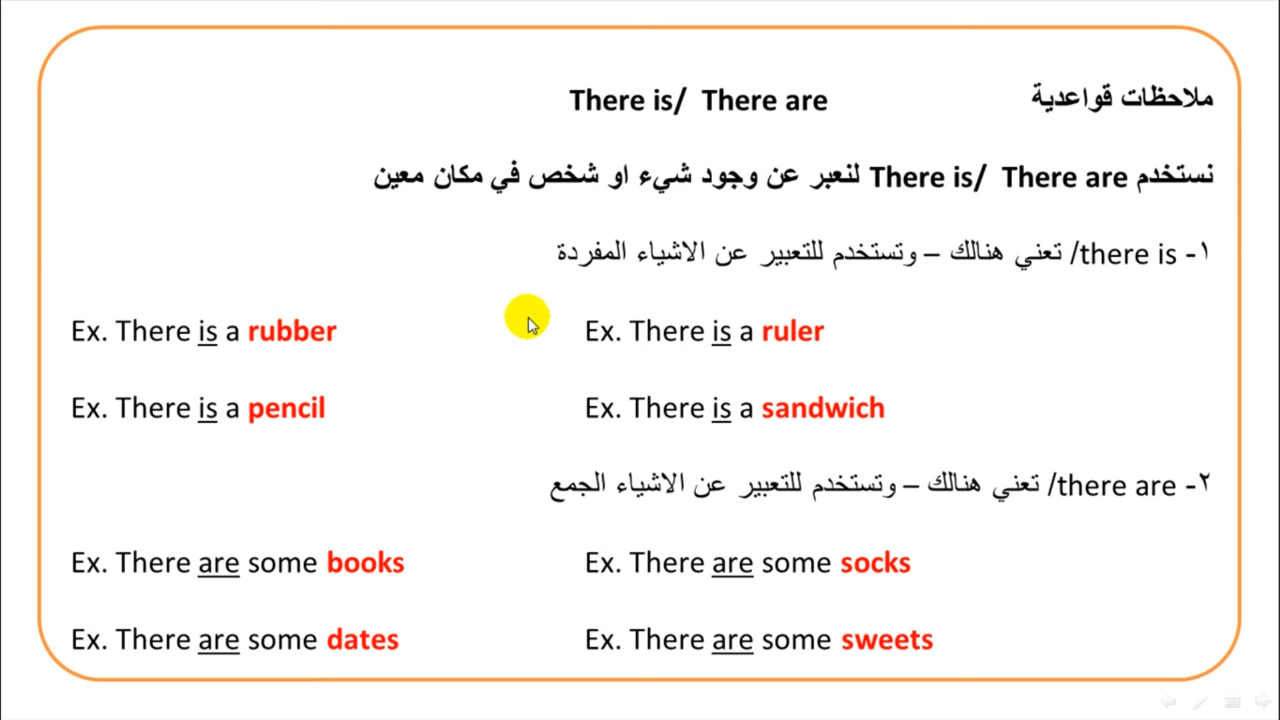 ملاحظات قواعدية There is/ There are
نستخدم There is/ There are لنعبر عن وجود شيء او شخص في مكان معين
١- there is/ تعني هنالك – وتستخدم للتعبير عن الاشياء المفردة
Ex. There is a rubber Ex. There is a ruler
Ex. There is a pencil Ex. There is a sandwich
٢- there are/ تعني هنالك – وتستخدم للتعبير عن الاشياء الجمع
Ex. There are some books Ex. There are some socks
Ex. There are some dates Ex. There are some sweets